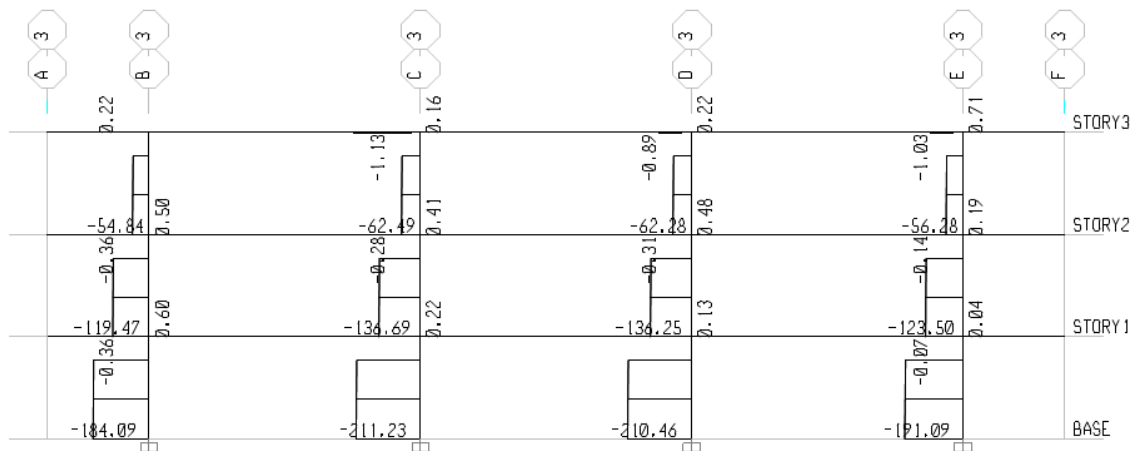 3 3 3 3 3 3
A B C D E F
0.22 0.16 0.22 0.71 STORY3
-1.13 -0.89 -1.03
-54.84 0.50 -62.49 0.41 -62.28 0.48 -56.28 0.19 STORY2
-0.36 -0.28 -0.31 -0.14
-119.47 0.60 -136.69 0.22 -136.25 0.13 -123.50 0.04 STORY1
-0.36 -0.07
-184.09 -211.23 -210.46 -191.09 BASE